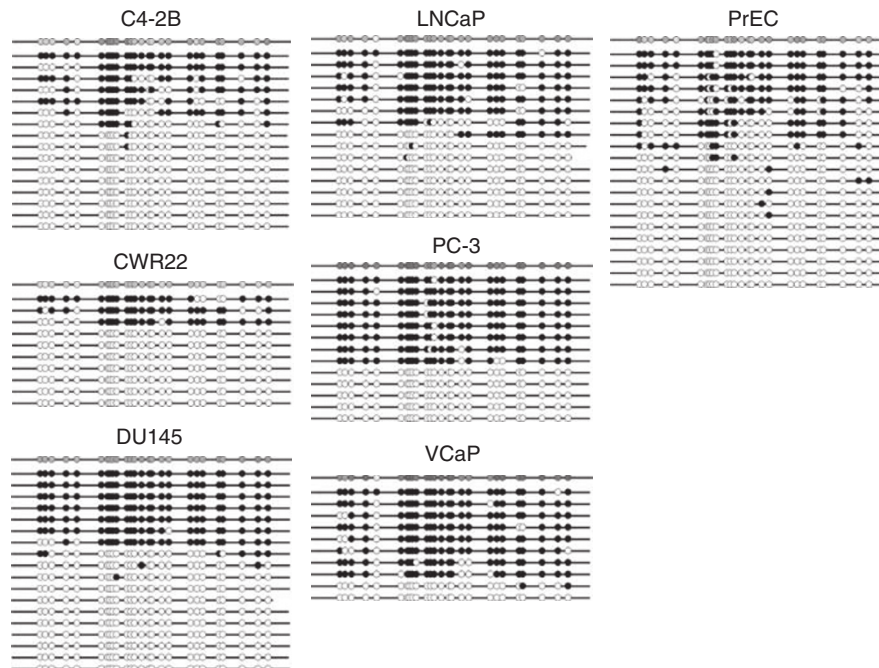 C4-2B
LNCaP
PrEC
CWR22
PC-3
DU145
VCaP